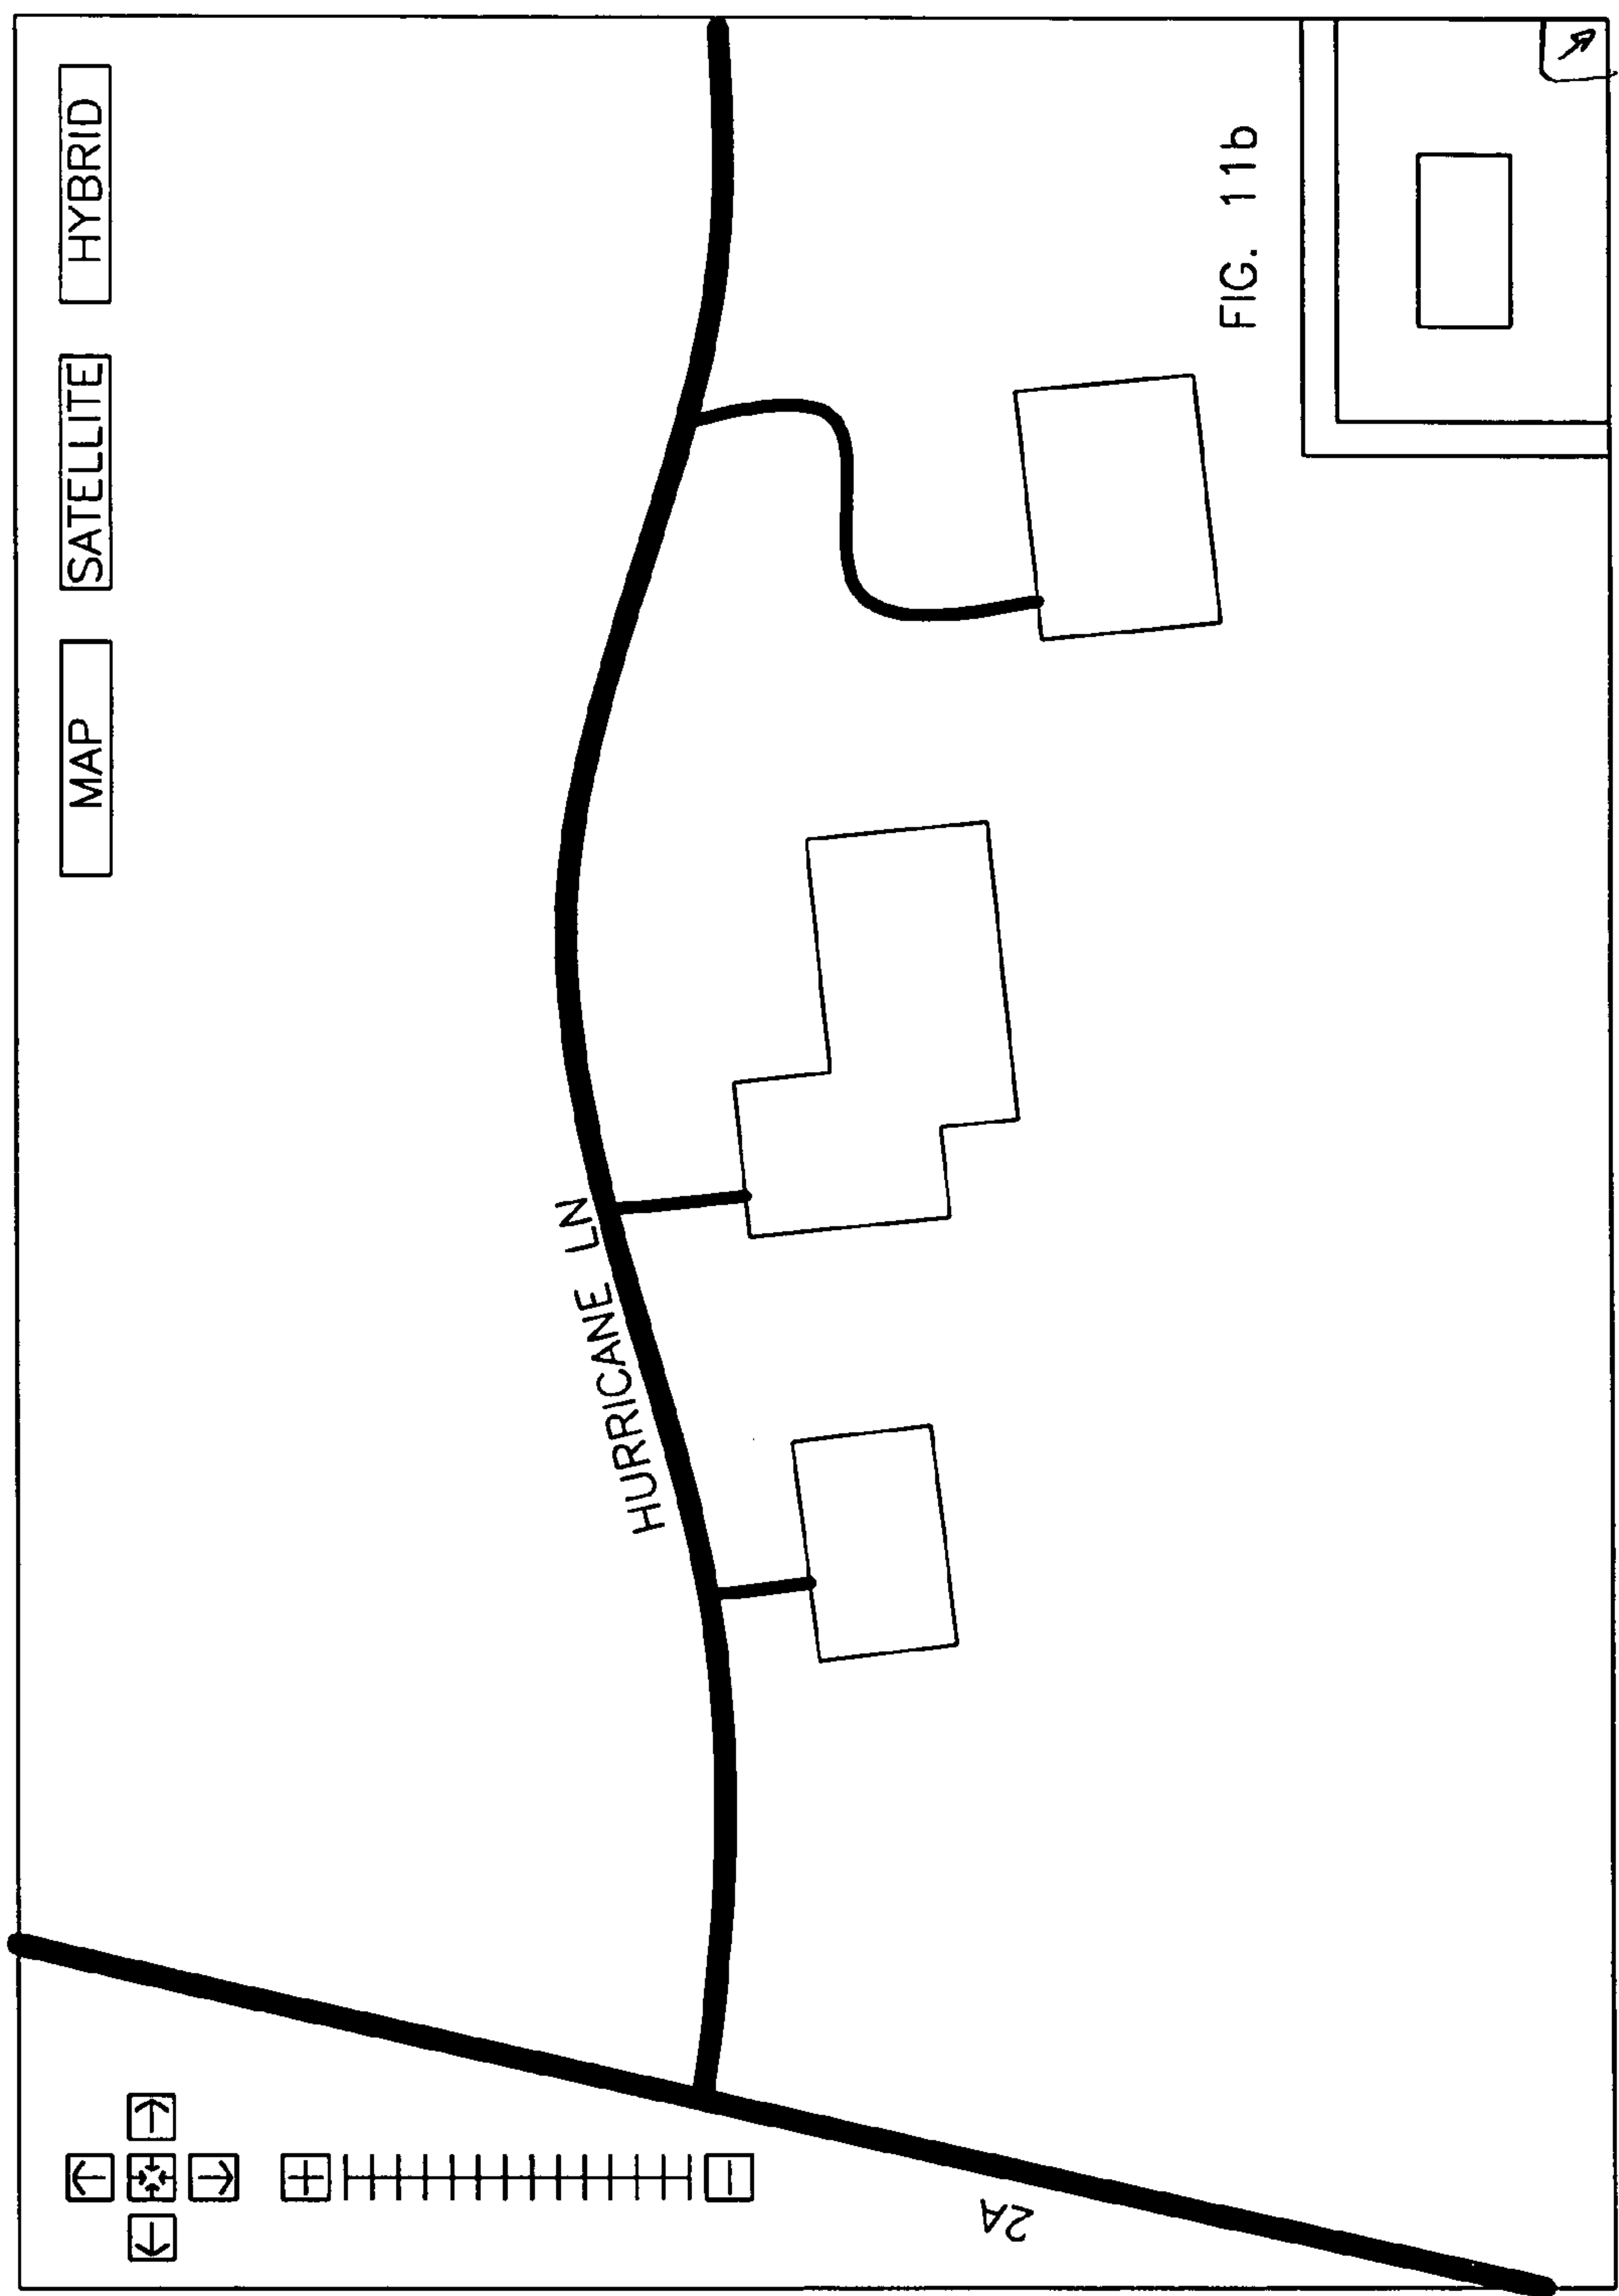 MAP SATELLITE HYBRID
HURRICANE LN
2A
FIG. 11b